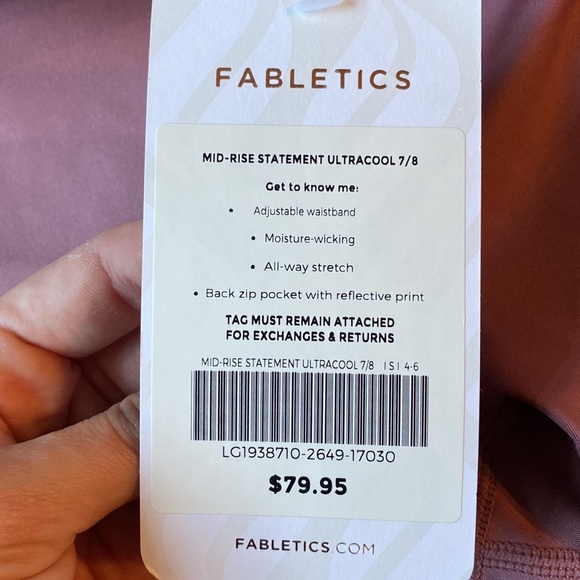 FABLETICS
MID-RISE STATEMENT ULTRACOOL 7/8
Get to know me:
• Adjustable waistband
• Moisture-wicking
• All-way stretch
• Back zip pocket with reflective print
TAG MUST REMAIN ATTACHED
FOR EXCHANGES & RETURNS
MID-RISE STATEMENT ULTRACOOL 7/8 | S | 4-6
LG1938710-2649-17030
$79.95
FABLETICS.COM